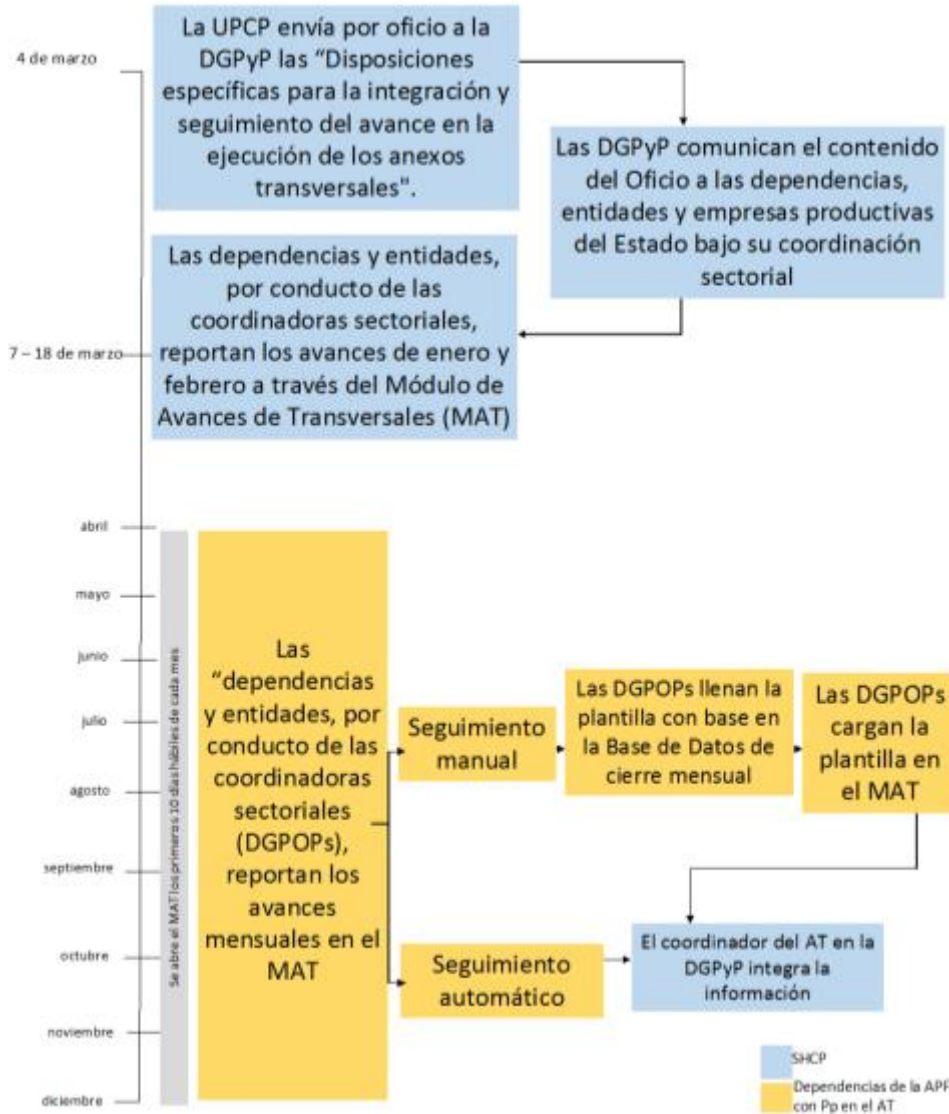 4 de marzo
La UPCP envía por oficio a la
DGPyP las “Disposiciones
específicas para la integración y
seguimiento del avance en la
ejecución de los anexos
transversales".
Las DGPyP comunican el contenido
del Oficio a las dependencias,
entidades y empresas productivas
del Estado bajo su coordinación
sectorial
7 – 18 de marzo
Las dependencias y entidades,
por conducto de las
coordinadoras sectoriales,
reportan los avances de enero y
febrero a través del Módulo de
Avances de Transversales (MAT)
abril
mayo
junio
julio
agosto
septiembre
octubre
noviembre
diciembre
Se abre el MAT los primeros 10 días hábiles de cada mes
Las
“dependencias
y entidades, por
conducto de las
coordinadoras
sectoriales
(DGPOPs),
reportan los
avances
mensuales en el
MAT
Seguimiento
manual
Las DGPOPs llenan la
plantilla con base en
la Base de Datos de
cierre mensual
Las DGPOPs
cargan la
plantilla en
el MAT
Seguimiento
automático
El coordinador del AT en la
DGPyP integra la
información
SHCP
Dependencias de la APF
con Pp en el AT